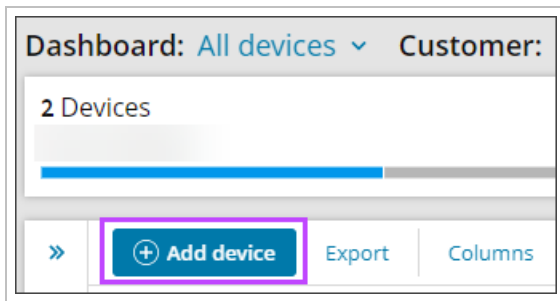 Dashboard: All devices Customer:
2 Devices
Add device Export Columns